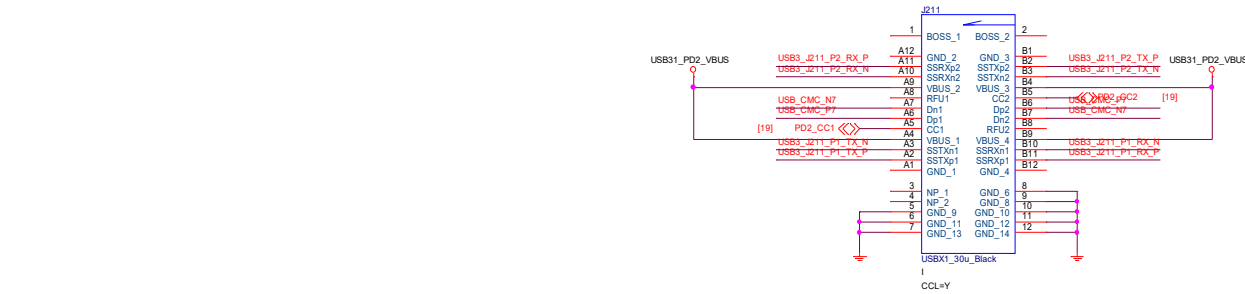 J211
1 BOSS_1 BOSS_2 2
USB31_PD2_VBUS USB3_J211_P2_RX_P A12 GND_2 GND_3 B1 USB3_J211_P2_TX_P USB31_PD2_VBUS
USB3_J211_P2_RX_N A11 SSRXp2 SSTXp2 B2 USB3_J211_P2_TX_N
A10 SSRXn2 SSTXn2 B3
A9 VBUS_2 VBUS_3 B4
A8 RFU1 CC2 B5 PD2_CC2 [19]
USB_CMC_N7 A7 Dn1 Dp2 B6 USB_CMC_P7
USB_CMC_P7 A6 Dp1 Dn2 B7 USB_CMC_N7
[19] PD2_CC1 A5 CC1 RFU2 B8
A4 VBUS_1 VBUS_4 B9
USB3_J211_P1_TX_N A3 SSTXn1 SSRXn1 B10 USB3_J211_P1_RX_N
USB3_J211_P1_TX_P A2 SSTXp1 SSRXp1 B11 USB3_J211_P1_RX_P
A1 GND_1 GND_4 B12
3 NP_1 GND_6 8
4 NP_2 GND_8 9
5 GND_9 GND_10 10
6 GND_11 GND_12 11
7 GND_13 GND_14 12
USBX1_30u_Black
I
CCL=Y